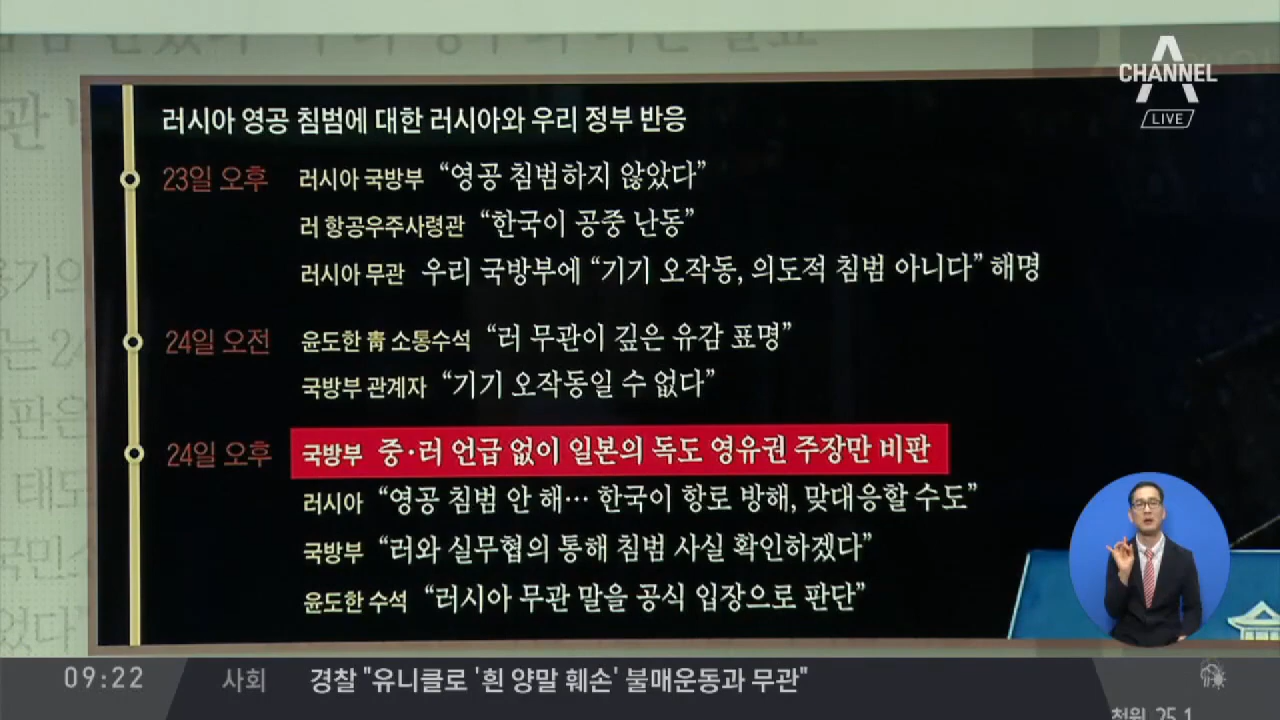 CHANNEL A
LIVE
러시아 영공 침범에 대한 러시아와 우리 정부 반응
23일 오후 러시아 국방부 “영공 침범하지 않았다”
러 항공우주사령관 “한국이 공중 난동”
러시아 무관 우리 국방부에 “기기 오작동, 의도적 침범 아니다” 해명
24일 오전 윤도한 靑 소통수석 “러 무관이 깊은 유감 표명”
국방부 관계자 “기기 오작동일 수 없다”
24일 오후 국방부 중·러 언급 없이 일본의 독도 영유권 주장만 비판
러시아 “영공 침범 안 해… 한국이 항로 방해, 맞대응할 수도”
국방부 “러와 실무협의 통해 침범 사실 확인하겠다”
윤도한 수석 “러시아 무관 말을 공식 입장으로 판단”
09:22 사회 경찰 "유니클로 '흰 양말 훼손' 불매운동과 무관"